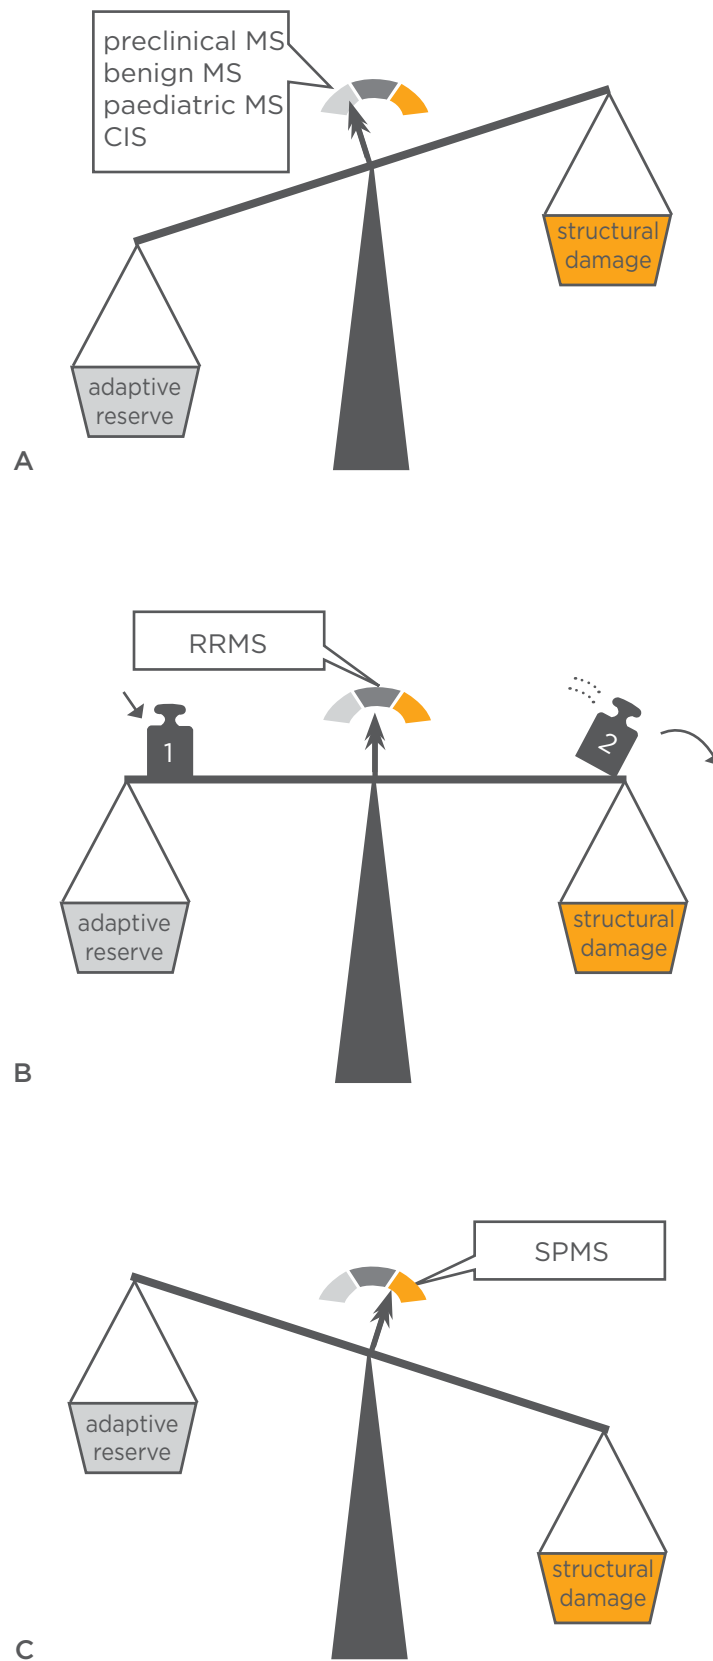 preclinical MS
benign MS
paediatric MS
CIS
structural
damage
adaptive
reserve
A
RRMS
1
2
adaptive
reserve
structural
damage
B
SPMS
adaptive
reserve
structural
damage
C